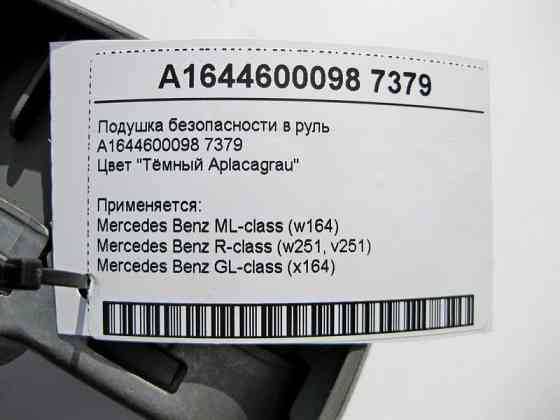 A1644600098 7379
Подушка безопасности в руль
A1644600098 7379
Цвет "Тёмный Aplacagrau"
Применяется:
Mercedes Benz ML-class (w164)
Mercedes Benz R-class (w251, v251)
Mercedes Benz GL-class (x164)